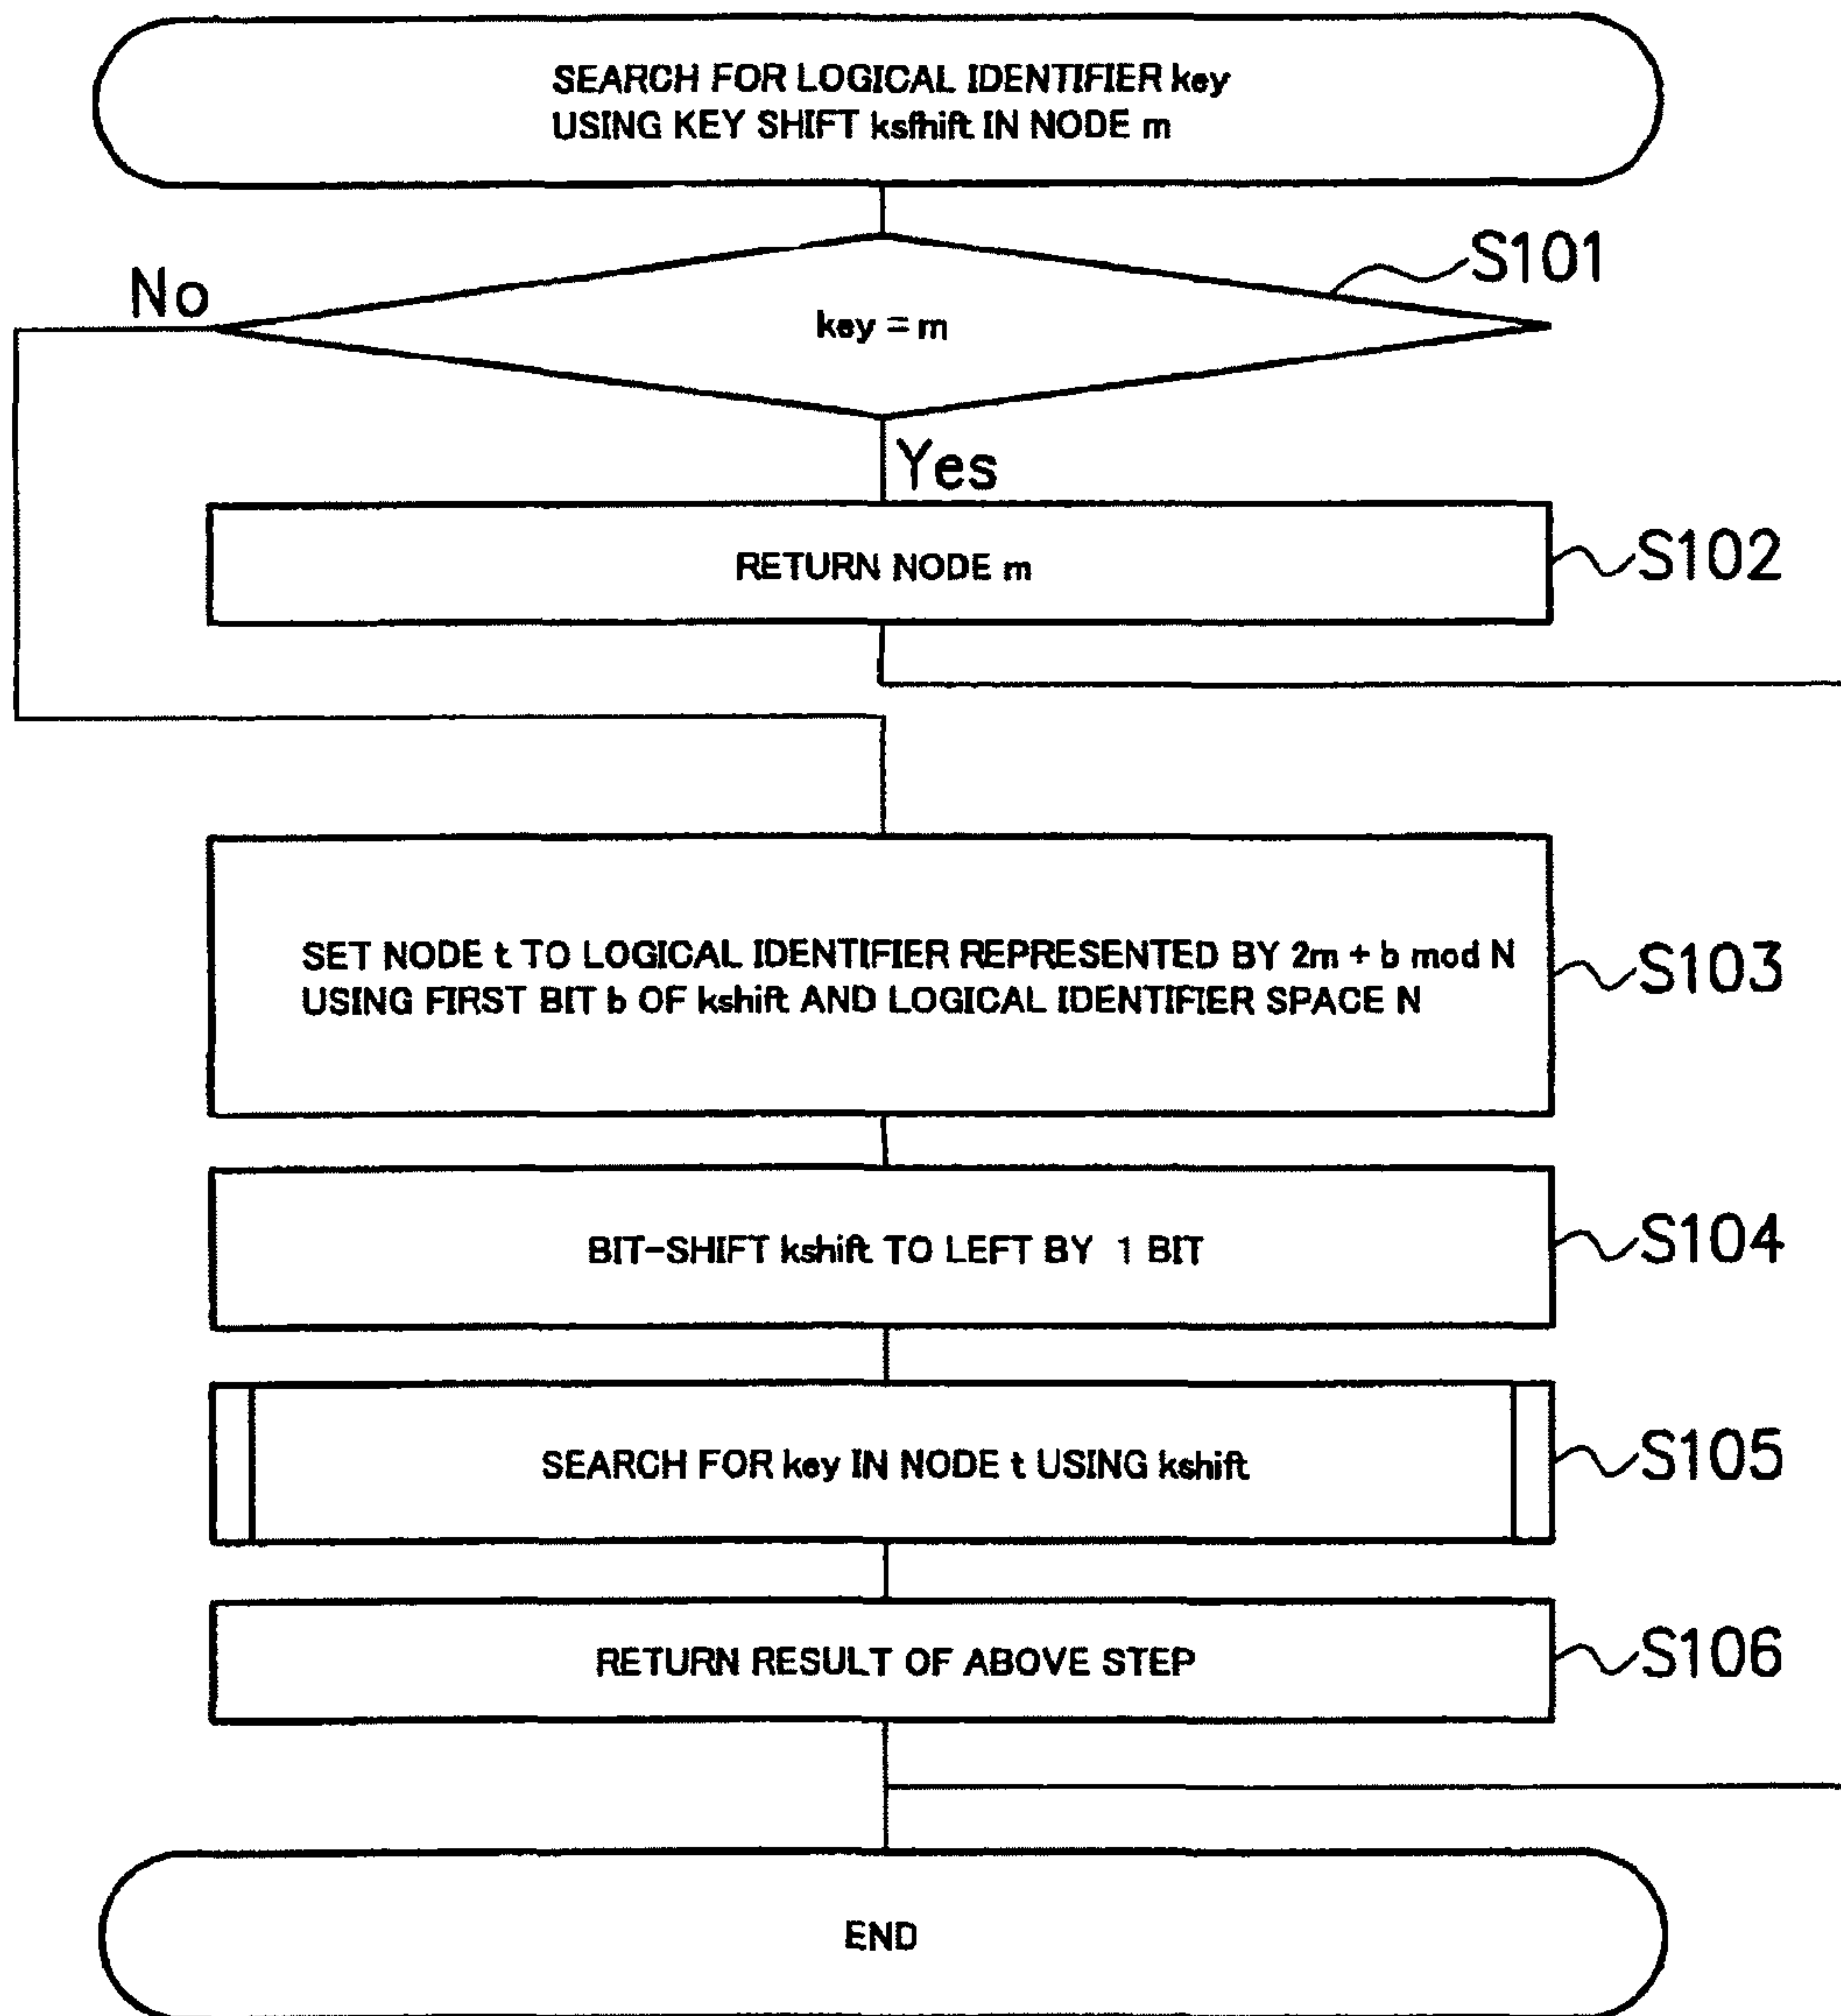 SEARCH FOR LOGICAL IDENTIFIER key
USING KEY SHIFT ksfhift IN NODE m
S101
No
key = m
Yes
RETURN NODE m
S102
SET NODE t TO LOGICAL IDENTIFIER REPRESENTED BY 2m + b mod N
USING FIRST BIT b OF kshift AND LOGICAL IDENTIFIER SPACE N
S103
BIT-SHIFT kshift TO LEFT BY 1 BIT
S104
SEARCH FOR key IN NODE t USING kshift
S105
RETURN RESULT OF ABOVE STEP
S106
END